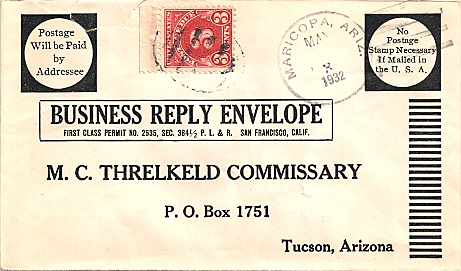 Postage
Will be Paid
by
Addressee
MARICOPA, ARIZ.
MAY
1932
No
Postage
Stamp Necessary
If Mailed in
the U. S. A.
BUSINESS REPLY ENVELOPE
FIRST CLASS PERMIT NO. 2535, SEC. 384½ P. L. & R. SAN FRANCISCO, CALIF.
M. C. THRELKELD COMMISSARY
P. O. Box 1751
Tucson, Arizona